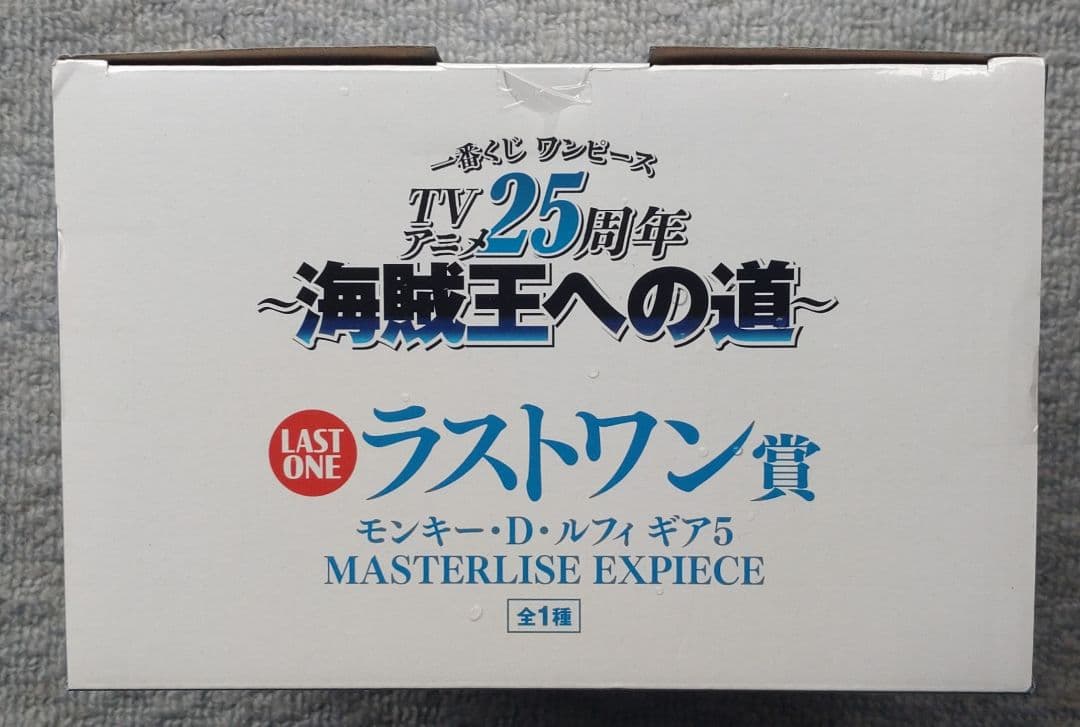 一番くじ ワンピース
TVアニメ25周年
~海賊王への道~
LAST ONE
ラストワン賞
モンキー・D・ルフィ ギア5
MASTERLISE EXPIECE
全1種